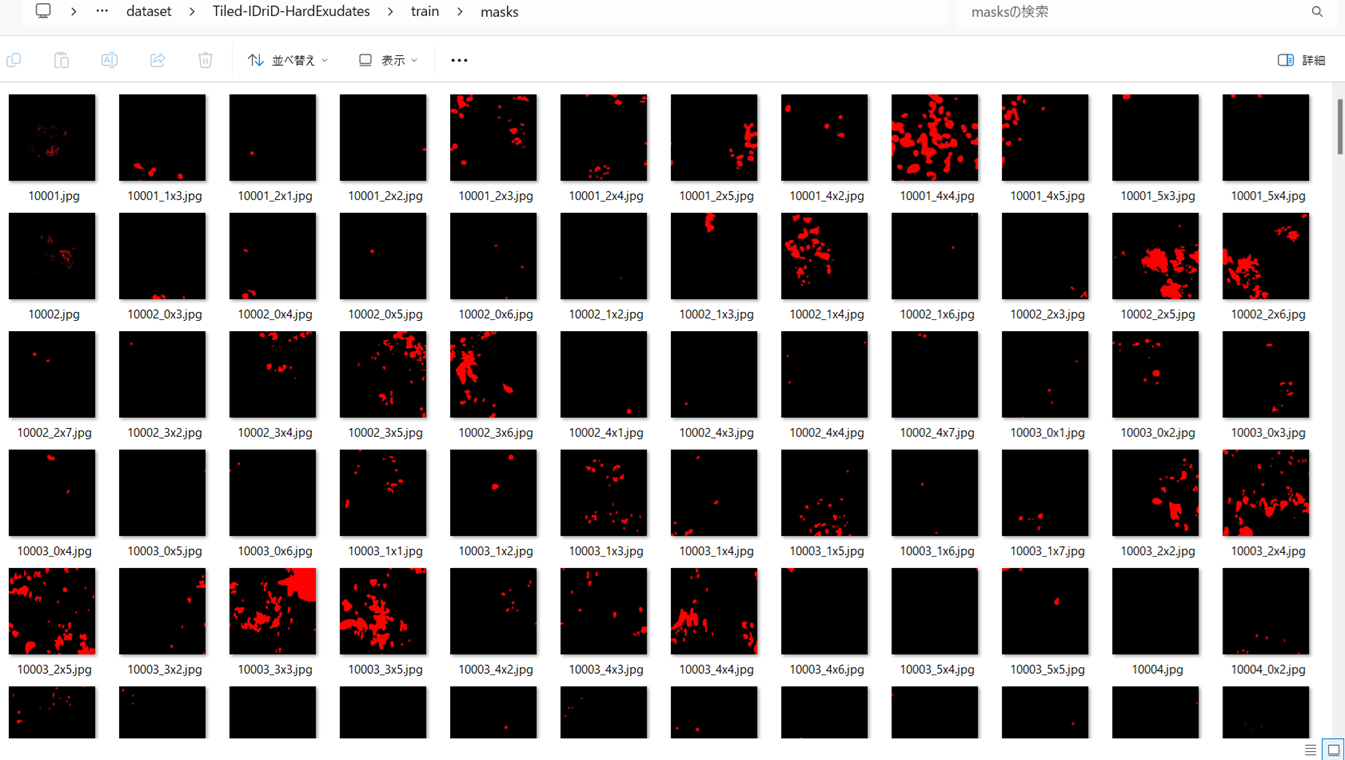 … dataset > Tiled-IDriD-HardExudates > train > masks
masksの検索
並べ替え 表示 … 詳細
10001.jpg 10001_1x3.jpg 10001_2x1.jpg 10001_2x2.jpg 10001_2x3.jpg 10001_2x4.jpg 10001_2x5.jpg 10001_4x2.jpg 10001_4x4.jpg 10001_4x5.jpg 10001_5x3.jpg 10001_5x4.jpg
10002.jpg 10002_0x3.jpg 10002_0x4.jpg 10002_0x5.jpg 10002_0x6.jpg 10002_1x2.jpg 10002_1x3.jpg 10002_1x4.jpg 10002_1x6.jpg 10002_2x3.jpg 10002_2x5.jpg 10002_2x6.jpg
10002_2x7.jpg 10002_3x2.jpg 10002_3x4.jpg 10002_3x5.jpg 10002_3x6.jpg 10002_4x1.jpg 10002_4x3.jpg 10002_4x4.jpg 10002_4x7.jpg 10003_0x1.jpg 10003_0x2.jpg 10003_0x3.jpg
10003_0x4.jpg 10003_0x5.jpg 10003_0x6.jpg 10003_1x1.jpg 10003_1x2.jpg 10003_1x3.jpg 10003_1x4.jpg 10003_1x5.jpg 10003_1x6.jpg 10003_1x7.jpg 10003_2x2.jpg 10003_2x4.jpg
10003_2x5.jpg 10003_3x2.jpg 10003_3x3.jpg 10003_3x5.jpg 10003_4x2.jpg 10003_4x3.jpg 10003_4x4.jpg 10003_4x6.jpg 10003_5x4.jpg 10003_5x5.jpg 10004.jpg 10004_0x2.jpg